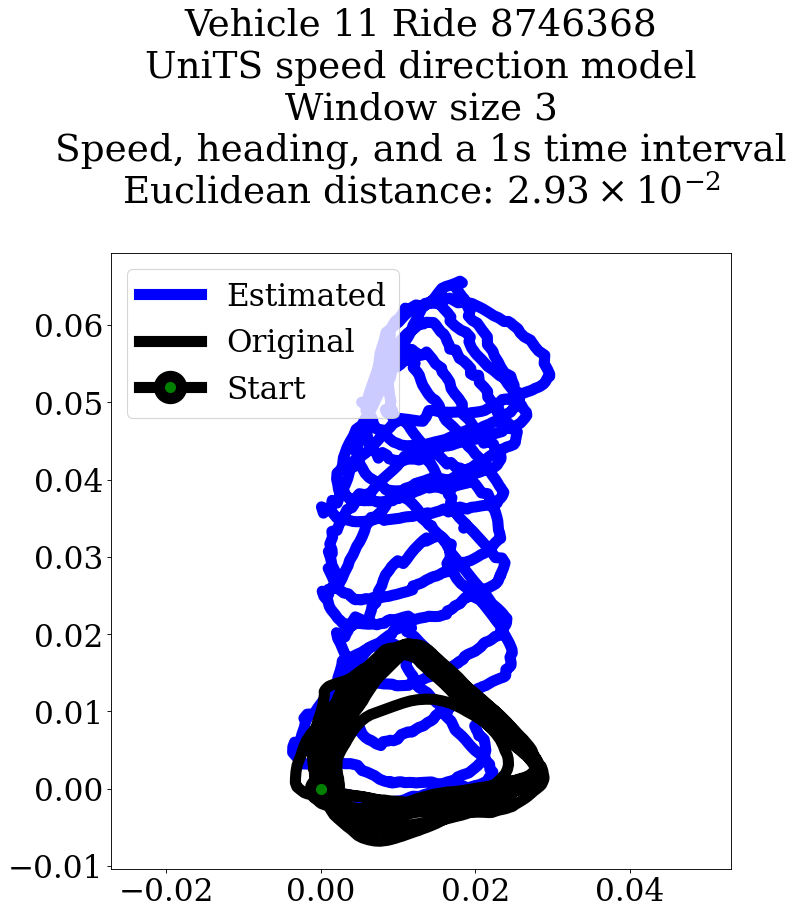 Vehicle 11 Ride 8746368
UniTS speed direction model
Window size 3
Speed, heading, and a 1s time interval
Euclidean distance: 2.93 × 10⁻²
Estimated
Original
Start
0.06
0.05
0.04
0.03
0.02
0.01
0.00
−0.01
−0.02 0.00 0.02 0.04